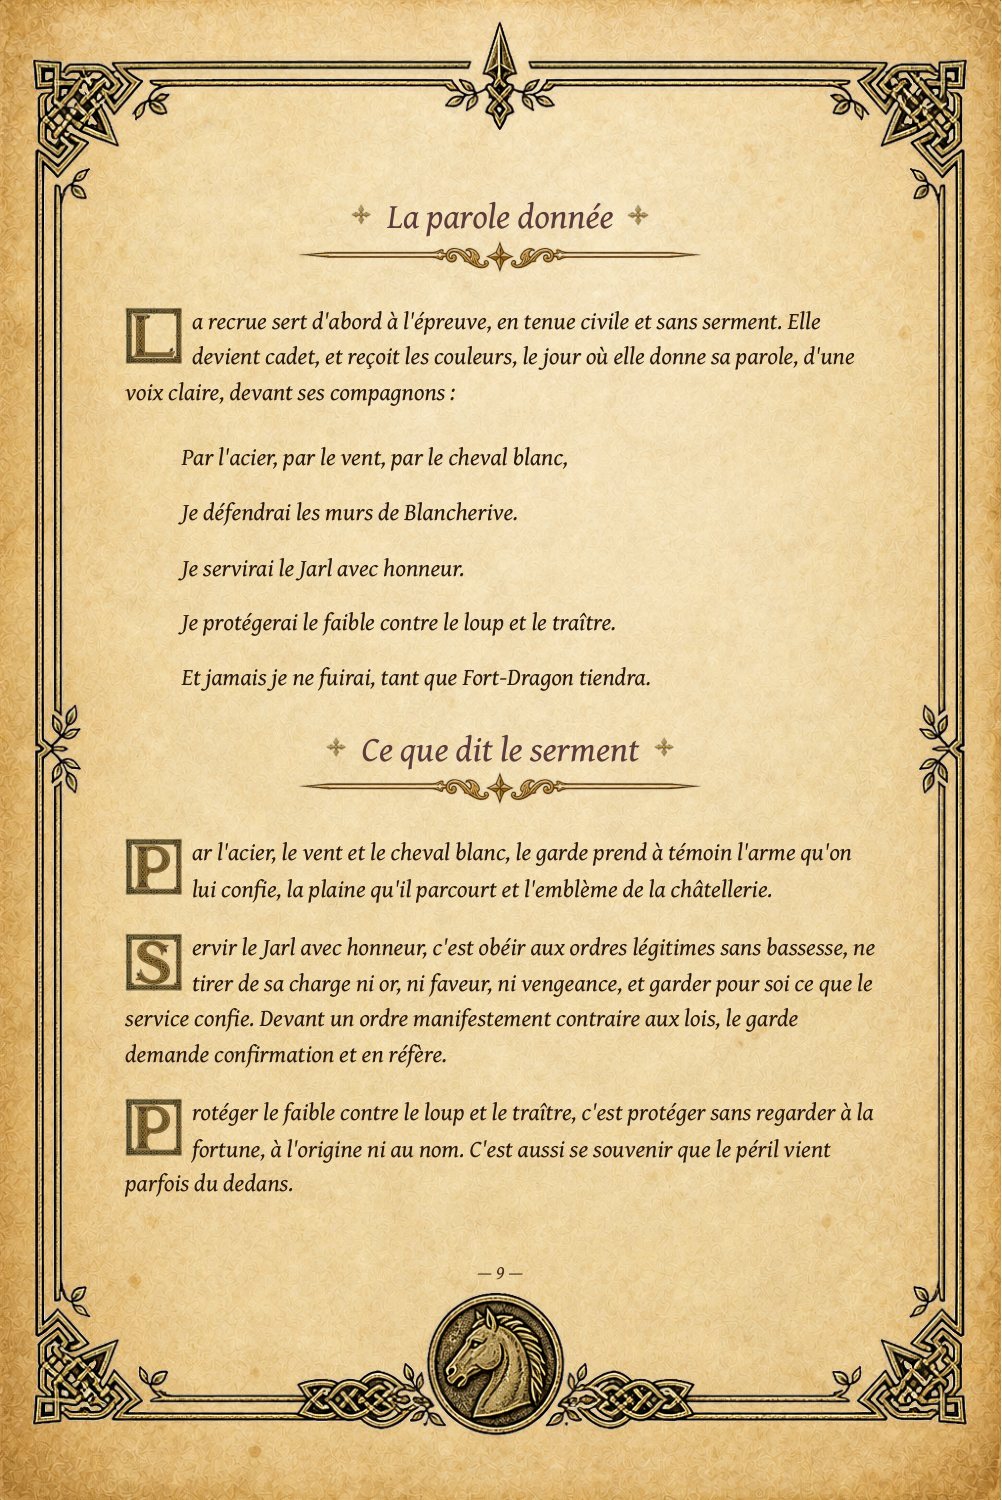 La parole donnée
La recrue sert d'abord à l'épreuve, en tenue civile et sans serment. Elle
devient cadet, et reçoit les couleurs, le jour où elle donne sa parole, d'une
voix claire, devant ses compagnons :
Par l'acier, par le vent, par le cheval blanc,
Je défendrai les murs de Blancherive.
Je servirai le Jarl avec honneur.
Je protégerai le faible contre le loup et le traître.
Et jamais je ne fuirai, tant que Fort-Dragon tiendra.
Ce que dit le serment
Par l'acier, le vent et le cheval blanc, le garde prend à témoin l'arme qu'on
lui confie, la plaine qu'il parcourt et l'emblème de la châtellerie.
Servir le Jarl avec honneur, c'est obéir aux ordres légitimes sans bassesse, ne
tirer de sa charge ni or, ni faveur, ni vengeance, et garder pour soi ce que le
service confie. Devant un ordre manifestement contraire aux lois, le garde
demande confirmation et en réfère.
Protéger le faible contre le loup et le traître, c'est protéger sans regarder à la
fortune, à l'origine ni au nom. C'est aussi se souvenir que le péril vient
parfois du dedans.
— 9 —